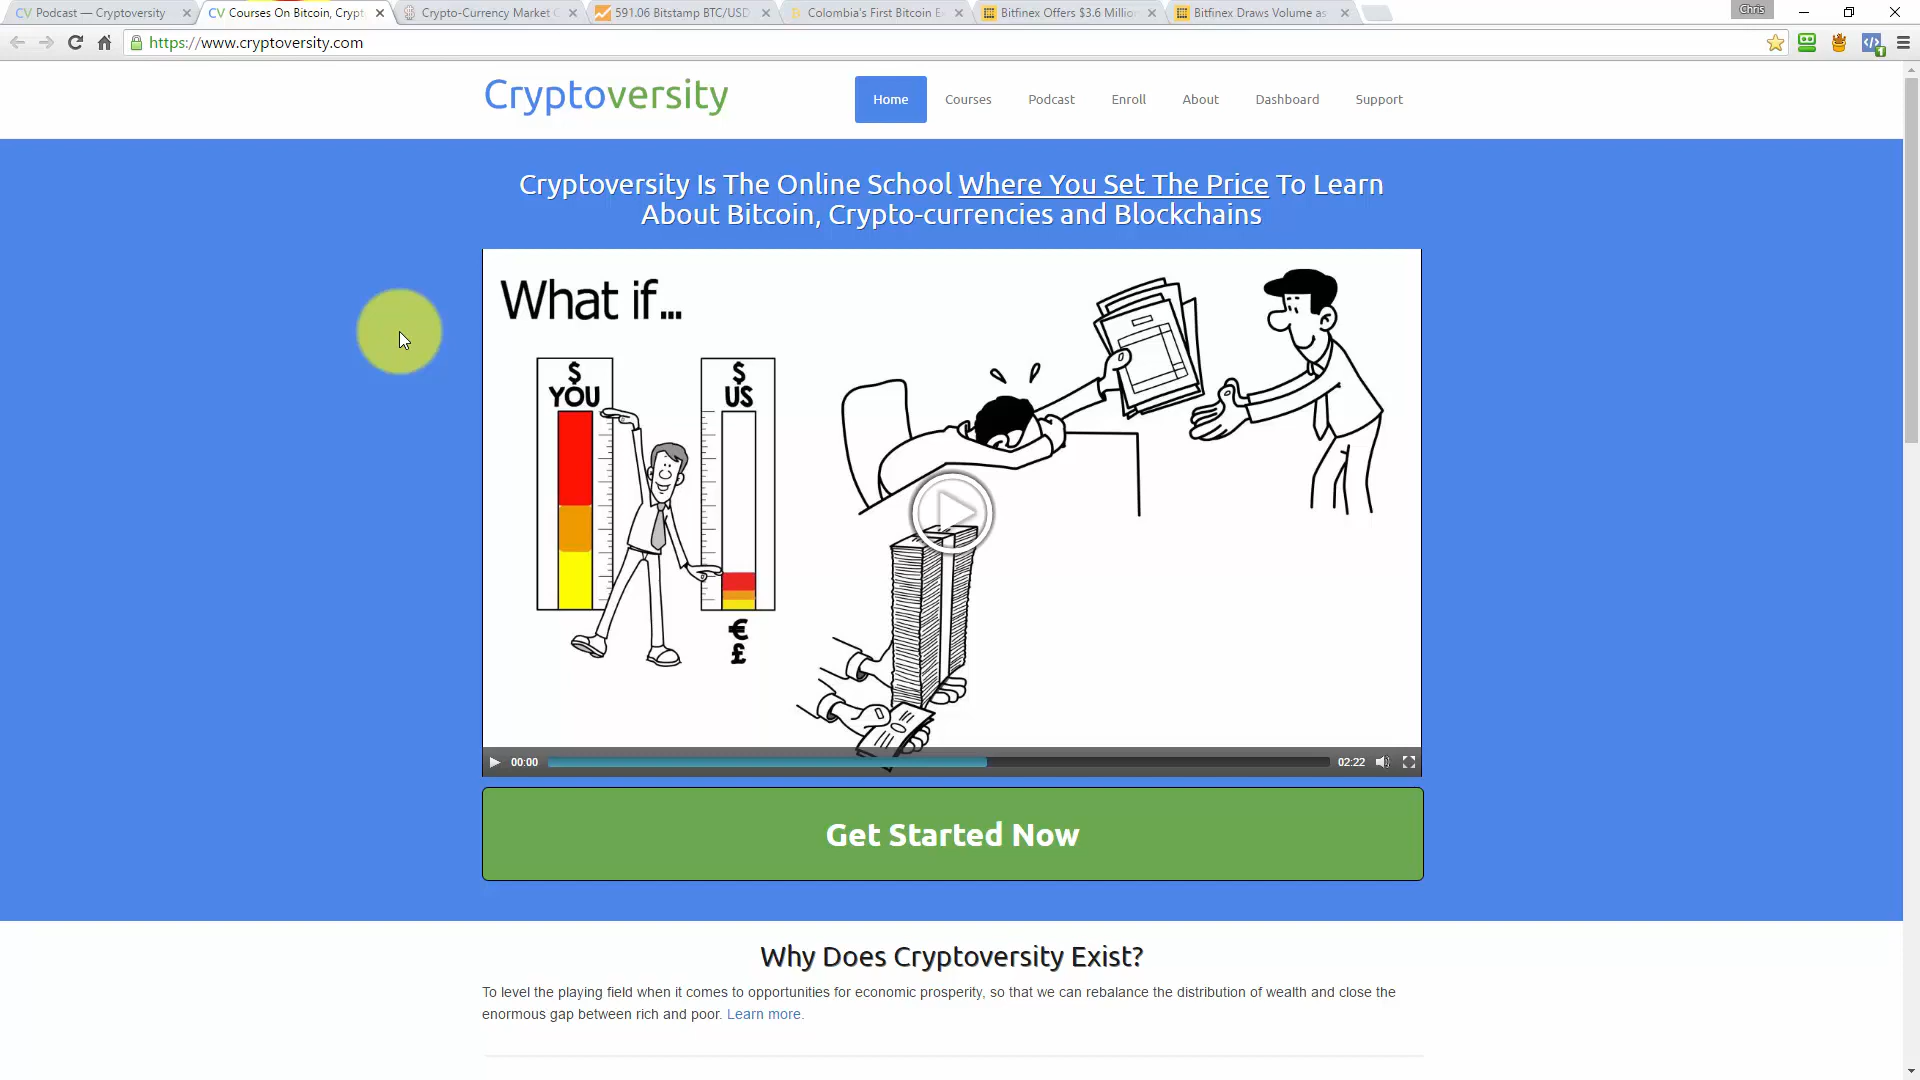 Podcast — Cryptoversity
Courses On Bitcoin, Crypt
Crypto-Currency Market C
591.06 Bitstamp BTC/USD
Colombia's First Bitcoin E
Bitfinex Offers $3.6 Million
Bitfinex Draws Volume as
Chris
https://www.cryptoversity.com
Cryptoversity
Home
Courses
Podcast
Enroll
About
Dashboard
Support
Cryptoversity Is The Online School Where You Set The Price To Learn
About Bitcoin, Crypto-currencies and Blockchains
What if...
$
YOU
$
US
€
£
00:00
02:22
Get Started Now
Why Does Cryptoversity Exist?
To level the playing field when it comes to opportunities for economic prosperity, so that we can rebalance the distribution of wealth and close the
enormous gap between rich and poor. Learn more.